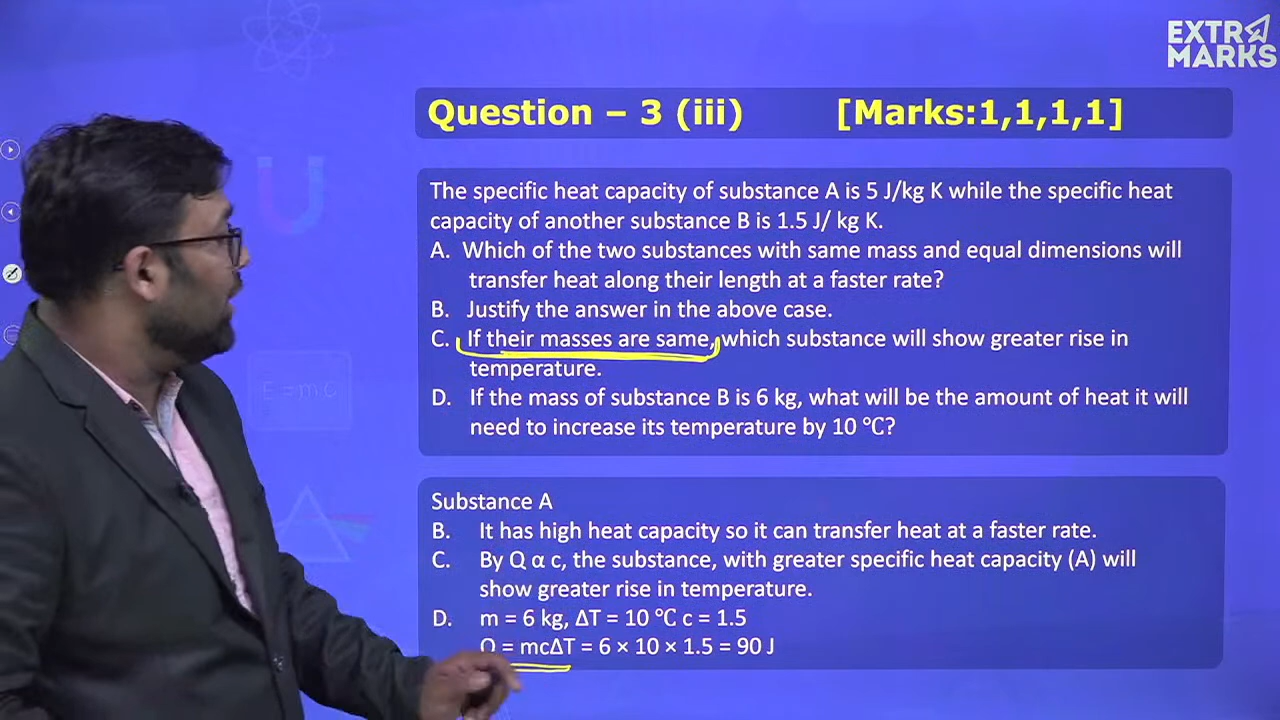 EXTRA
MARKS
Question – 3 (iii) [Marks:1,1,1,1]
The specific heat capacity of substance A is 5 J/kg K while the specific heat
capacity of another substance B is 1.5 J/ kg K.
A. Which of the two substances with same mass and equal dimensions will
transfer heat along their length at a faster rate?
B. Justify the answer in the above case.
C. If their masses are same, which substance will show greater rise in
temperature.
D. If the mass of substance B is 6 kg, what will be the amount of heat it will
need to increase its temperature by 10 ℃?
Substance A
B. It has high heat capacity so it can transfer heat at a faster rate.
C. By Q α c, the substance, with greater specific heat capacity (A) will
show greater rise in temperature.
D. m = 6 kg, ΔT = 10 ℃ c = 1.5
Q = mcΔT = 6 × 10 × 1.5 = 90 J
E = mc